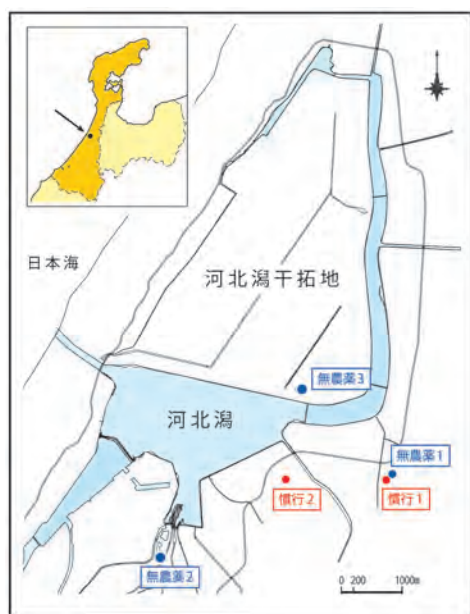 日本海
河北潟干拓地
無農薬3
河北潟
無農薬1
慣行2
慣行1
無農薬2
0 200 1000m